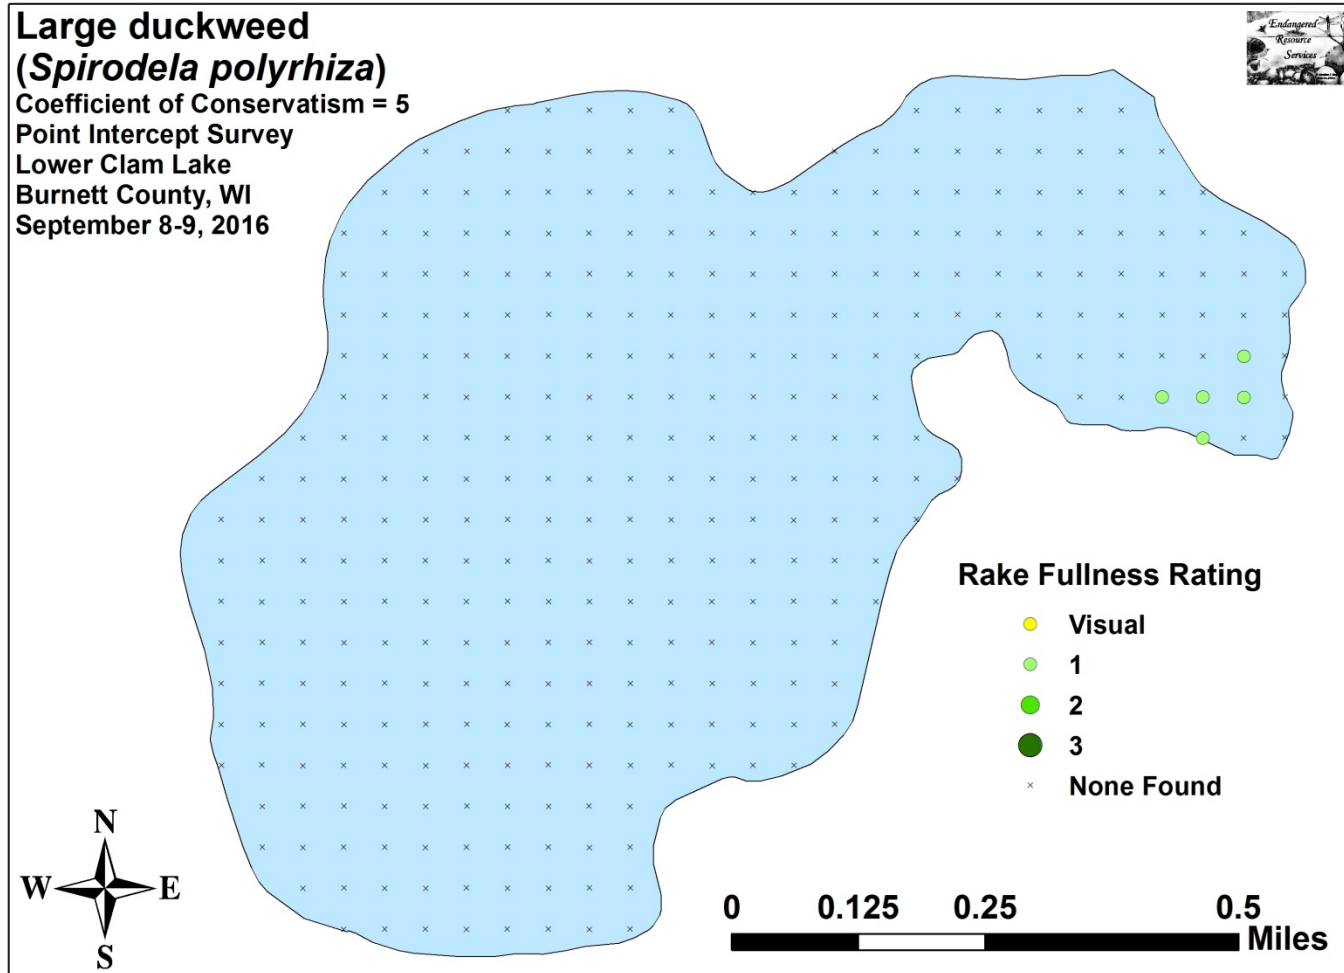 Large duckweed
(Spirodela polyrhiza)
Coefficient of Conservatism = 5
Point Intercept Survey
Lower Clam Lake
Burnett County, WI
September 8-9, 2016
Endangered
Resource
Services
Rake Fullness Rating
Visual
1
2
3
None Found
N
W E
S
0 0.125 0.25 0.5
Miles